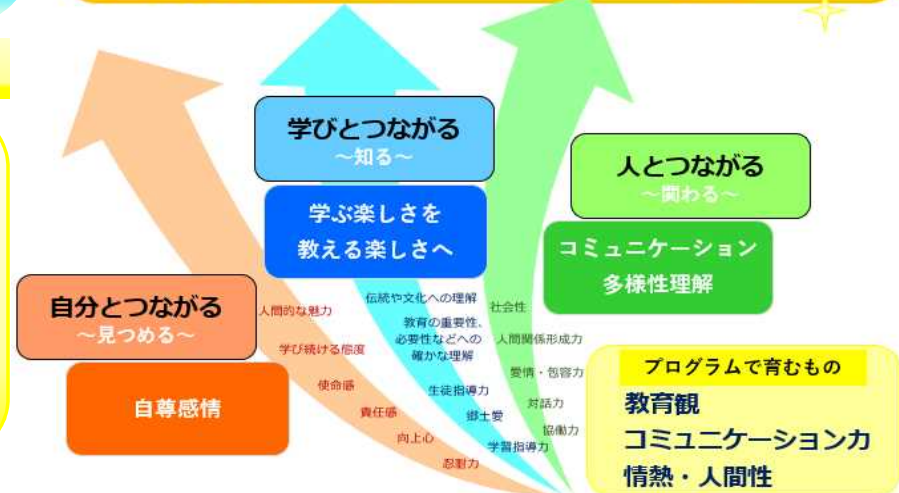 学びとつながる
～知る～
学ぶ楽しさを
教える楽しさへ
人とつながる
～関わる～
コミュニケーション
多様性理解
自分とつながる
～見つめる～
自尊感情
人間的な魅力
学び続ける態度
使命感
責任感
向上心
忍耐力
伝統や文化への理解
教育の重要性、
必要性などへの
確かな理解
生徒指導力
郷土愛
学習指導力
社会性
人間関係形成力
愛情・包容力
対話力
協働力
プログラムで育むもの
教育観
コミュニケーション力
情熱・人間性